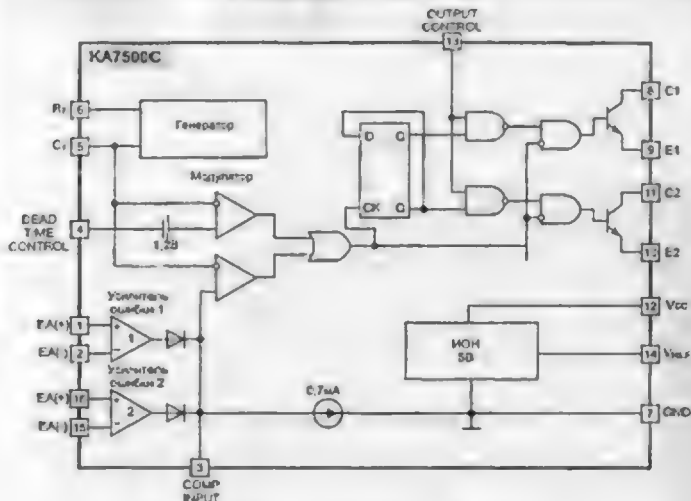 OUTPUT
CONTROL
13
KA7500C
RT 6
Генератор
CT 5
Модулятор
D Q
CK Q
8 C1
9 E1
11 C2
10 E2
DEAD
TIME
CONTROL
4
1,2В
Усилитель
ошибки 1
EA(+) 1
EA(-) 2
1
Усилитель
ошибки 2
EA(+) 16
EA(-) 15
2
0,7мА
ИОН
5В
12 Vcc
14 VREF
7 GND
3
COMP
INPUT